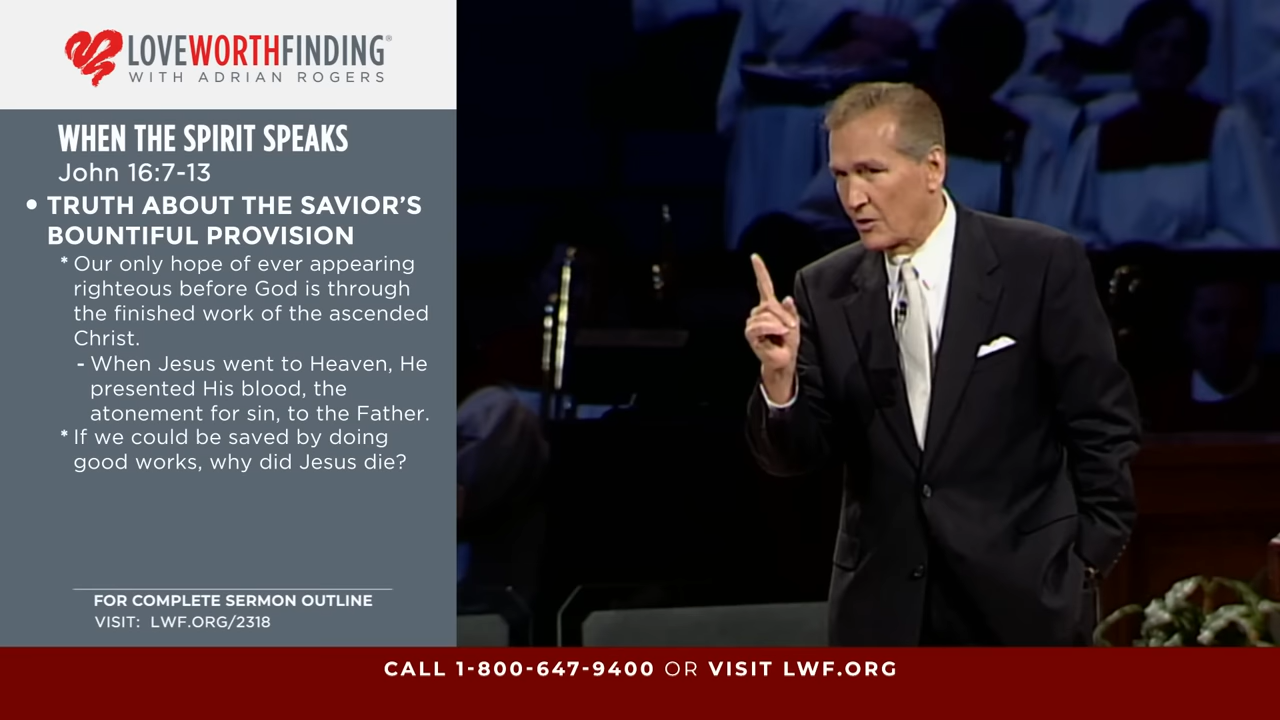 LOVEWORTHFINDING®
WITH ADRIAN ROGERS
WHEN THE SPIRIT SPEAKS
John 16:7-13
• TRUTH ABOUT THE SAVIOR'S
BOUNTIFUL PROVISION
* Our only hope of ever appearing
righteous before God is through
the finished work of the ascended
Christ.
- When Jesus went to Heaven, He
presented His blood, the
atonement for sin, to the Father.
* If we could be saved by doing
good works, why did Jesus die?
FOR COMPLETE SERMON OUTLINE
VISIT: LWF.ORG/2318
CALL 1-800-647-9400 OR VISIT LWF.ORG